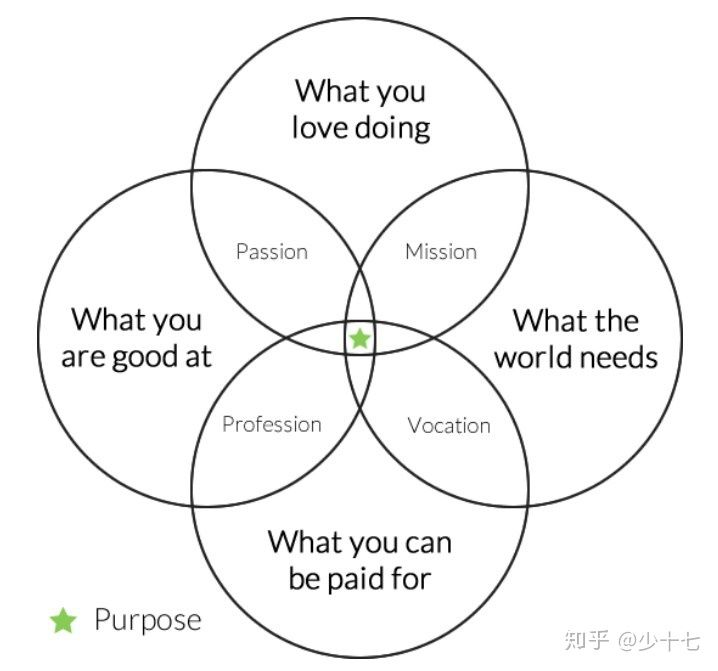 What you
love doing
Passion
Mission
What you
are good at
What the
world needs
Profession
Vocation
What you can
be paid for
Purpose
知乎 @少十七